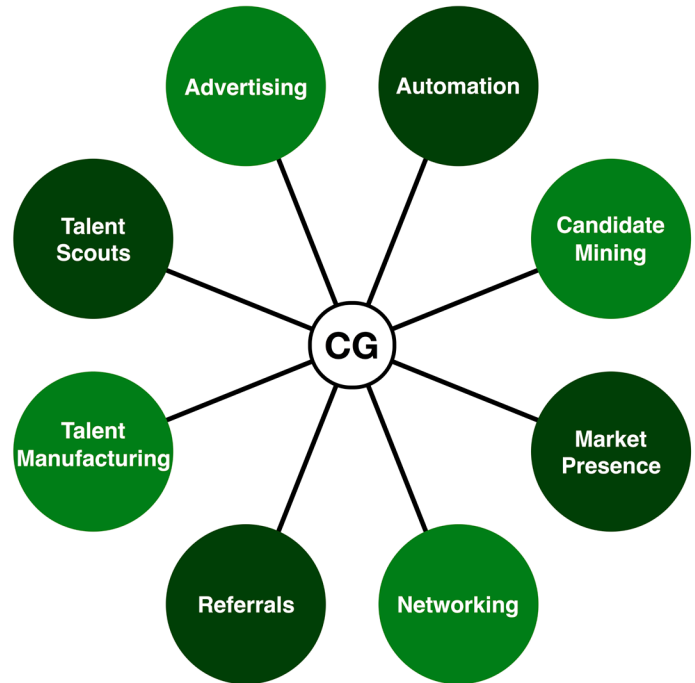 Advertising
Automation
Talent
Scouts
Candidate
Mining
CG
Talent
Manufacturing
Market
Presence
Referrals
Networking